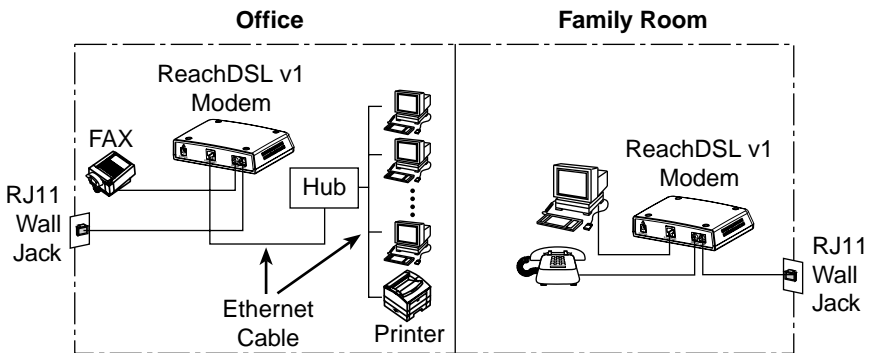 Office
Family Room
ReachDSL v1
Modem
FAX
Hub
RJ11
Wall
Jack
Ethernet
Cable
Printer
ReachDSL v1
Modem
RJ11
Wall
Jack